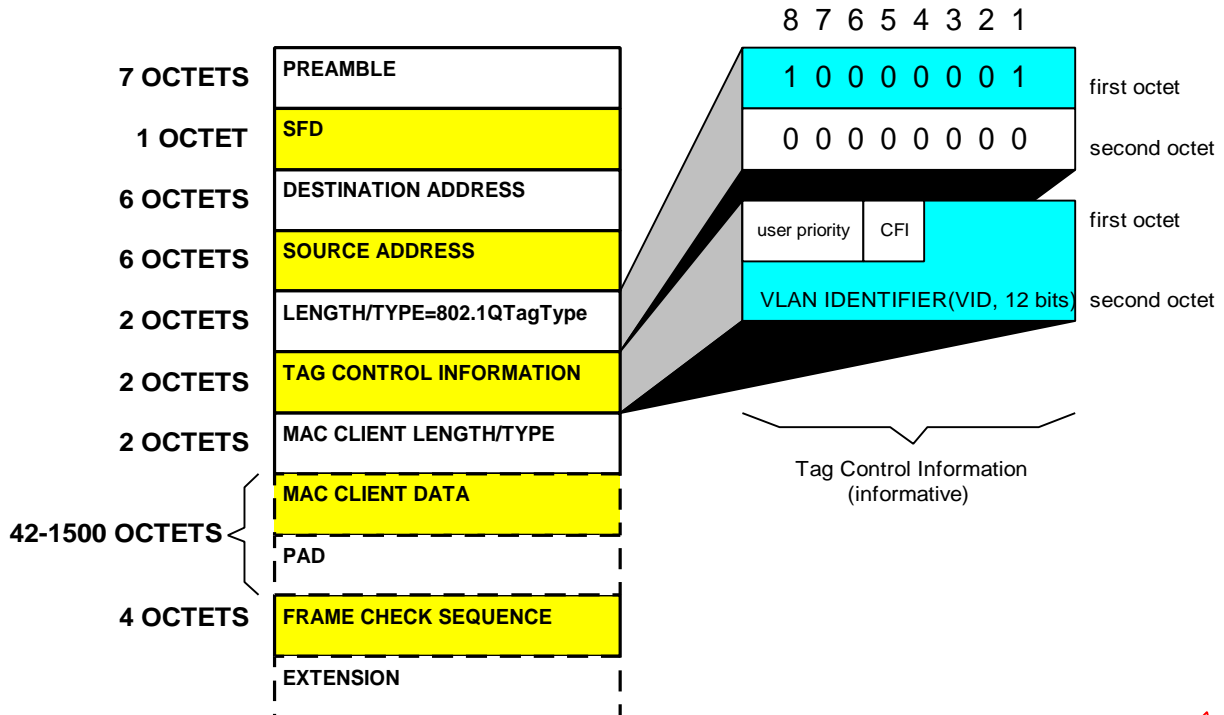 8 7 6 5 4 3 2 1
7 OCTETS
PREAMBLE
1 0 0 0 0 0 0 1
first octet
1 OCTET
SFD
0 0 0 0 0 0 0 0
second octet
6 OCTETS
DESTINATION ADDRESS
user priority
CFI
first octet
6 OCTETS
SOURCE ADDRESS
2 OCTETS
LENGTH/TYPE=802.1QTagType
VLAN IDENTIFIER(VID, 12 bits)
second octet
2 OCTETS
TAG CONTROL INFORMATION
2 OCTETS
MAC CLIENT LENGTH/TYPE
Tag Control Information
(informative)
42-1500 OCTETS
MAC CLIENT DATA
PAD
4 OCTETS
FRAME CHECK SEQUENCE
EXTENSION